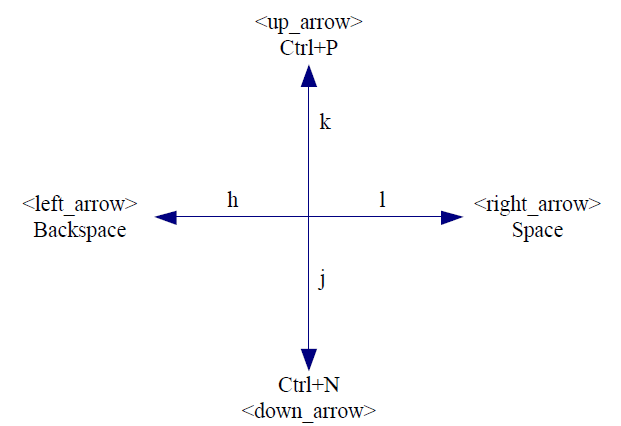 <up_arrow>
Ctrl+P
k
<left_arrow>
Backspace
h
l
<right_arrow>
Space
j
Ctrl+N
<down_arrow>